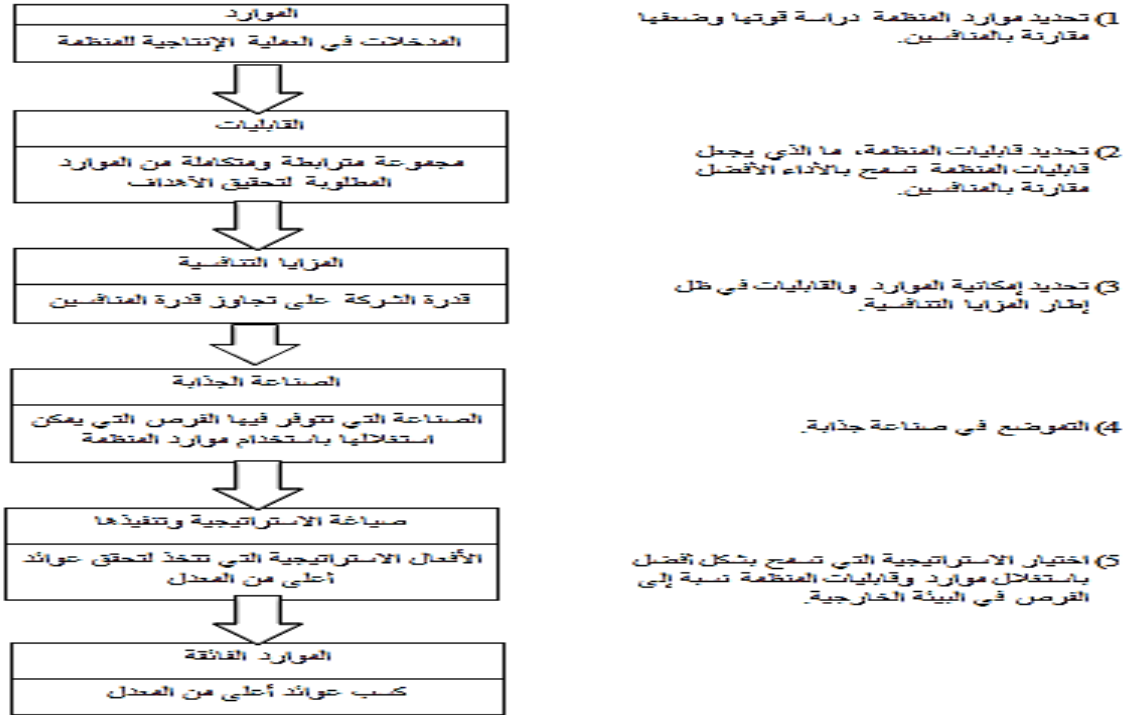 الموارد
المدخلات في العملية الإنتاجية للمنظمة
1) تحديد موارد المنظمة دراسة قوتها وضعفها
مقارنة بالمنافسين.
القابليات
مجموعة مترابطة ومتكاملة من الموارد
المطلوبة لتحقيق الأهداف
2) تحديد قابليات المنظمة، ما الذي يجعل
قابليات المنظمة تسمح بالأداء الأفضل
مقارنة بالمنافسين.
المزايا التنافسية
قدرة الشركة على تجاوز قدرة المنافسين
3) تحديد إمكانية الموارد والقابليات في ظل
إطار المزايا التنافسية.
الصناعة الجذابة
الصناعة التي تتوفر فيها الفرص التي يمكن
استغلالها باستخدام موارد المنظمة
4) التموضع في صناعة جذابة.
صياغة الاستراتيجية وتنفيذها
الأفعال الاستراتيجية التي تتخذ لتحقق عوائد
أعلى من المعدل
5) اختيار الاستراتيجية التي تسمح بشكل أفضل
باستغلال موارد وقابليات المنظمة نسبة إلى
الفرص في البيئة الخارجية.
الموارد الفائقة
كسب عوائد أعلى من المعدل